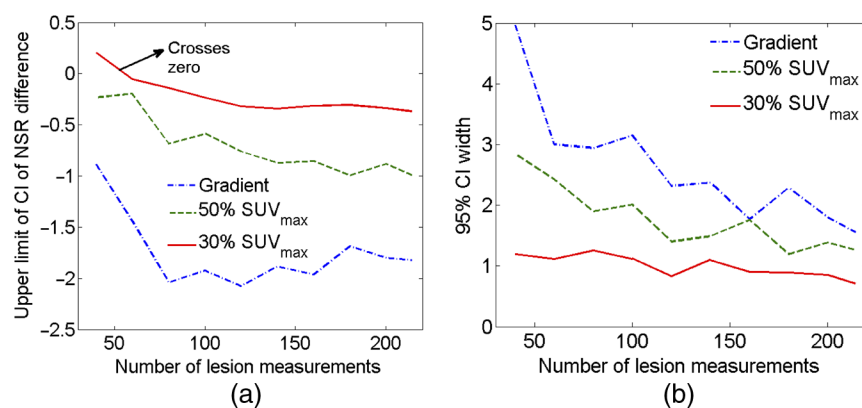 0.5
0
−0.5
−1
−1.5
−2
−2.5
Upper limit of CI of NSR difference
Crosses
zero
Gradient
50% SUVmax
30% SUVmax
50
100
150
200
Number of lesion measurements
(a)
5
4
3
2
1
0
95% CI width
Gradient
50% SUVmax
30% SUVmax
50
100
150
200
Number of lesion measurements
(b)